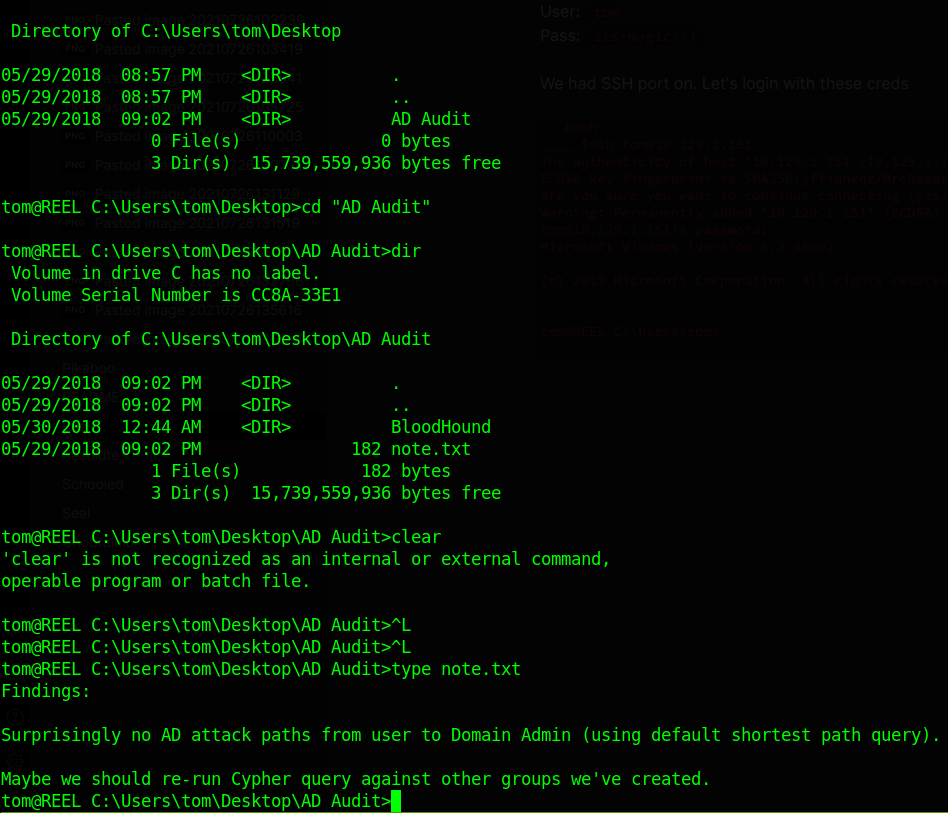 Directory of C:\Users\tom\Desktop
05/29/2018  08:57 PM    <DIR>          .
05/29/2018  08:57 PM    <DIR>          ..
05/29/2018  09:02 PM    <DIR>          AD Audit
               0 File(s)              0 bytes
               3 Dir(s)  15,739,559,936 bytes free
tom@REEL C:\Users\tom\Desktop>cd "AD Audit"
tom@REEL C:\Users\tom\Desktop\AD Audit>dir
 Volume in drive C has no label.
 Volume Serial Number is CC8A-33E1
 Directory of C:\Users\tom\Desktop\AD Audit
05/29/2018  09:02 PM    <DIR>          .
05/29/2018  09:02 PM    <DIR>          ..
05/30/2018  12:44 AM    <DIR>          BloodHound
05/29/2018  09:02 PM               182 note.txt
               1 File(s)            182 bytes
               3 Dir(s)  15,739,559,936 bytes free
tom@REEL C:\Users\tom\Desktop\AD Audit>clear
'clear' is not recognized as an internal or external command,
operable program or batch file.
tom@REEL C:\Users\tom\Desktop\AD Audit>^L
tom@REEL C:\Users\tom\Desktop\AD Audit>^L
tom@REEL C:\Users\tom\Desktop\AD Audit>type note.txt
Findings:
Surprisingly no AD attack paths from user to Domain Admin (using default shortest path query).
Maybe we should re-run Cypher query against other groups we've created.
tom@REEL C:\Users\tom\Desktop\AD Audit>
User:
Pass:
We had SSH port on. Let's login with these creds
Pasted image 20210726103419
Schooled
Seal